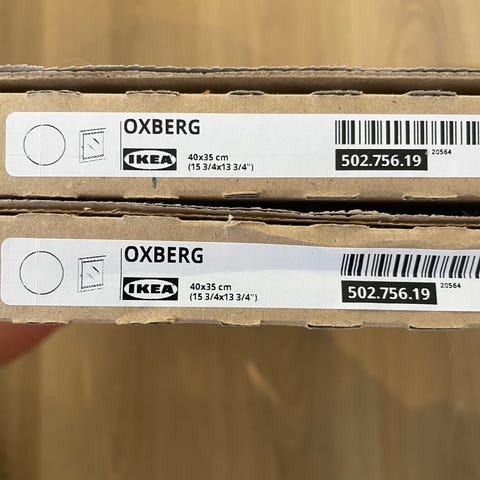 OXBERG
IKEA
40x35 cm
(15 3/4x13 3/4")
502.756.19
20564
OXBERG
IKEA
40x35 cm
(15 3/4x13 3/4")
502.756.19
20564